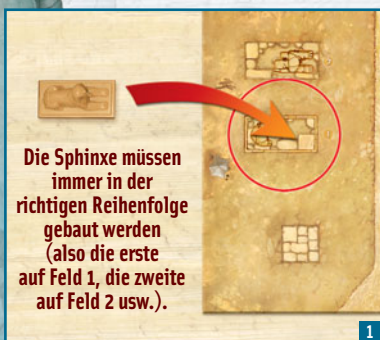 Die Sphinxe müssen
immer in der
richtigen Reihenfolge
gebaut werden
(also die erste
auf Feld 1, die zweite
auf Feld 2 usw.).
1